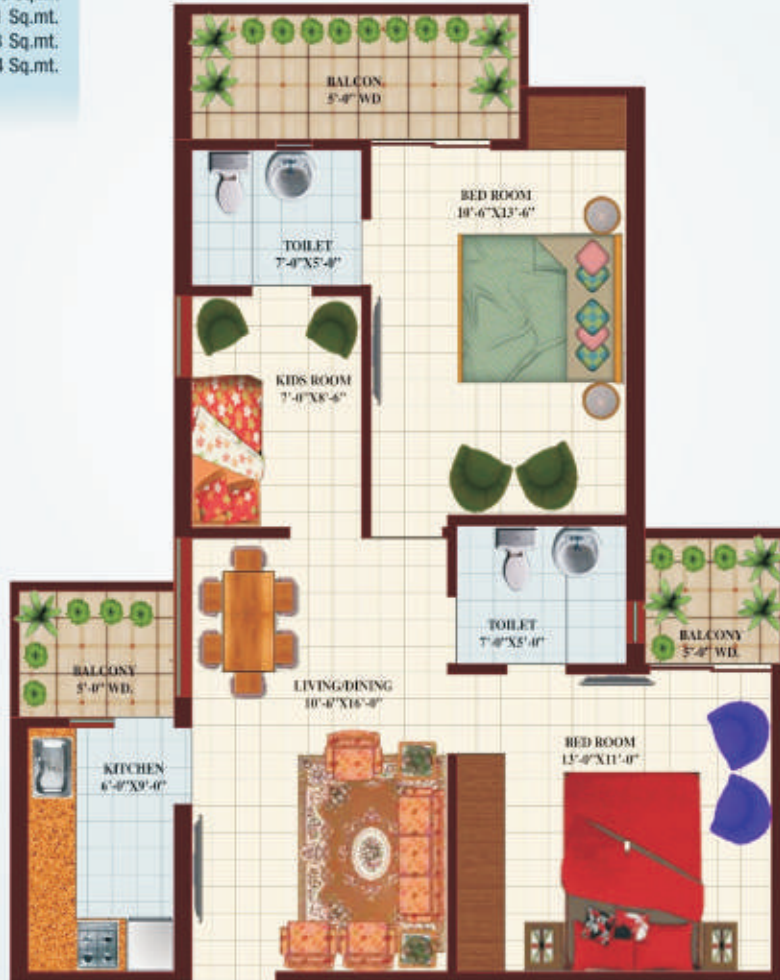 Sq.mt.
Sq.mt.
Sq.mt.
BALCON
5'-0" WD
BED ROOM
10'-6"X13'-6"
TOILET
7'-0"X5'-0"
KIDS ROOM
7'-0"X8'-6"
TOILET
7'-0"X5'-0"
BALCONY
5'-0" WD.
BALCONY
5'-0" WD.
LIVING/DINING
10'-6"X16'-0"
BED ROOM
13'-0"X11'-0"
KITCHEN
6'-0"X9'-0"